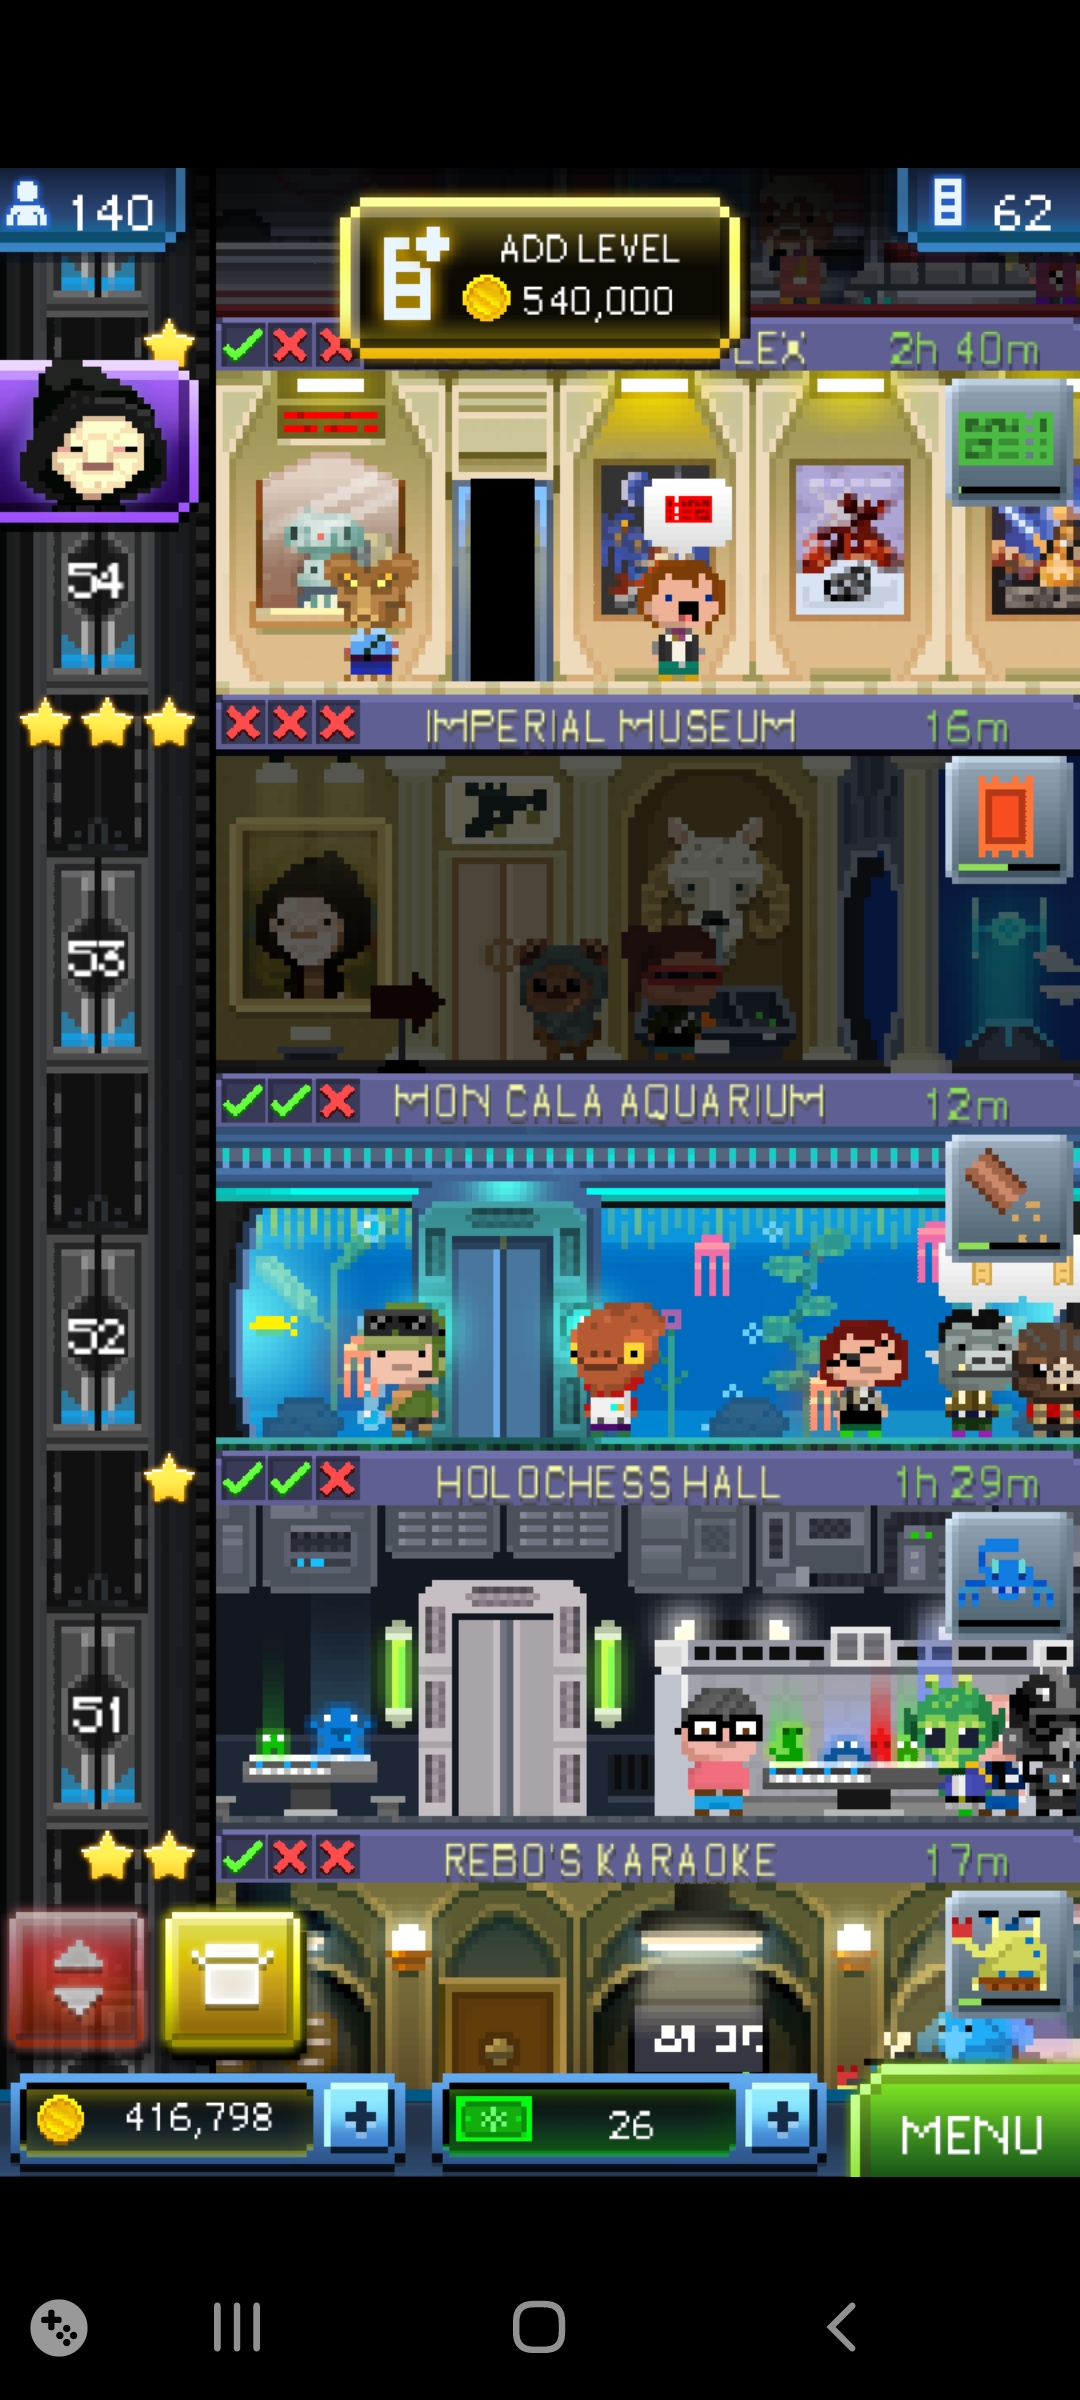 140
62
ADD LEVEL
540,000
LEX
2h 40m
54
IMPERIAL MUSEUM
16m
53
MON CALA AQUARIUM
12m
52
HOLOCHESS HALL
1h 29m
51
REBO'S KARAOKE
17m
416,798
26
MENU